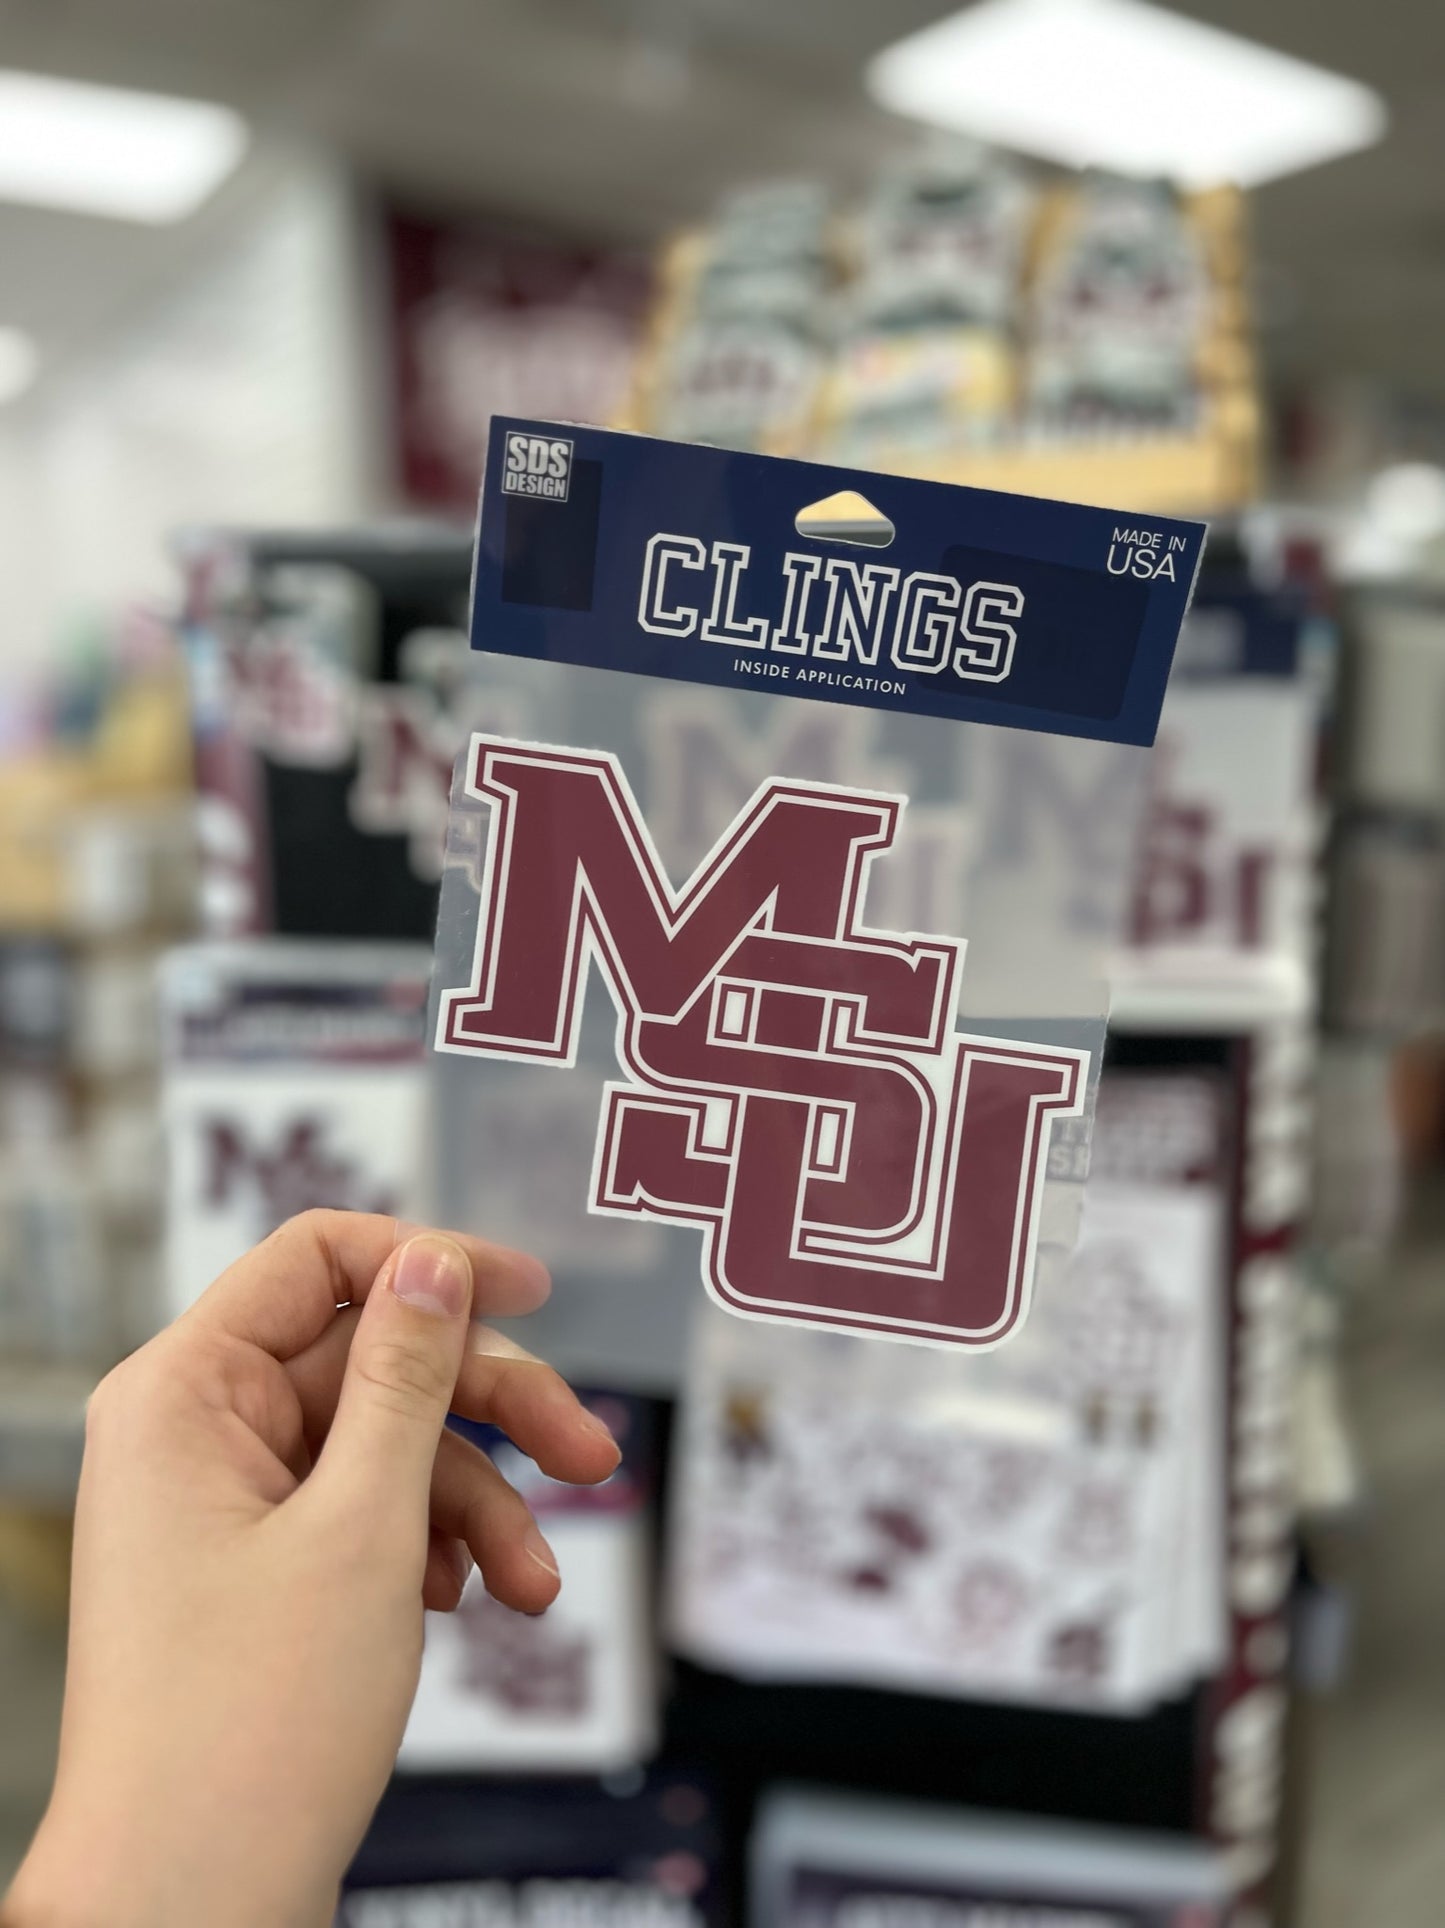 SDS
DESIGN
CLINGS
INSIDE APPLICATION
MADE IN
USA
MSU